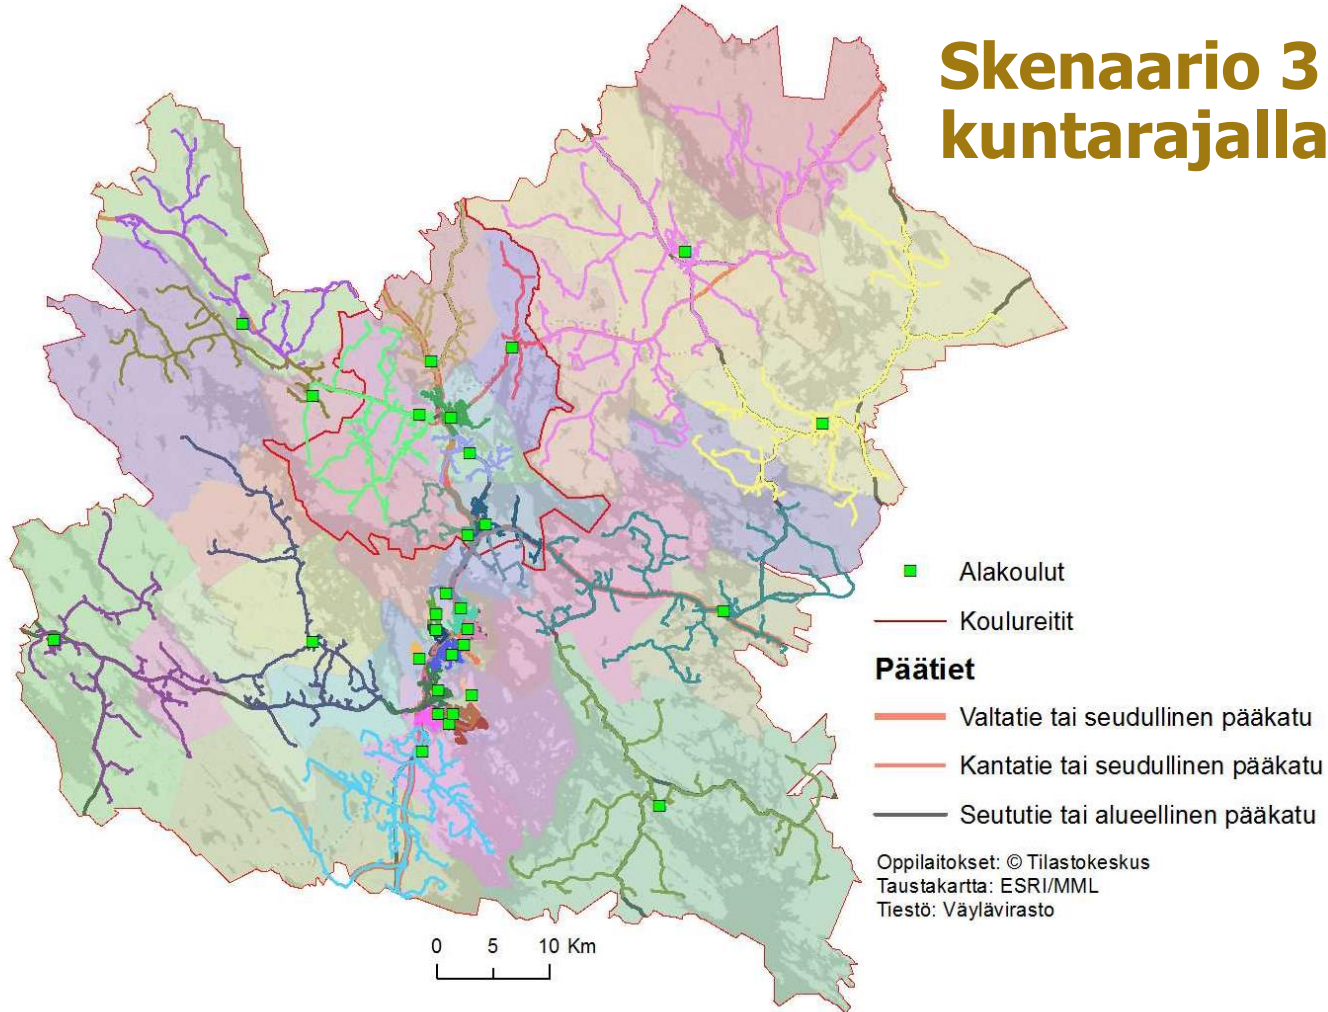 Skenaario 3
kuntarajalla
Alakoulut
Koulureitit
Päätiet
Valtatie tai seudullinen pääkatu
Kantatie tai seudullinen pääkatu
Seututie tai alueellinen pääkatu
Oppilaitokset: © Tilastokeskus
Taustakartta: ESRI/MML
Tiestö: Väylävirasto
0 5 10 Km